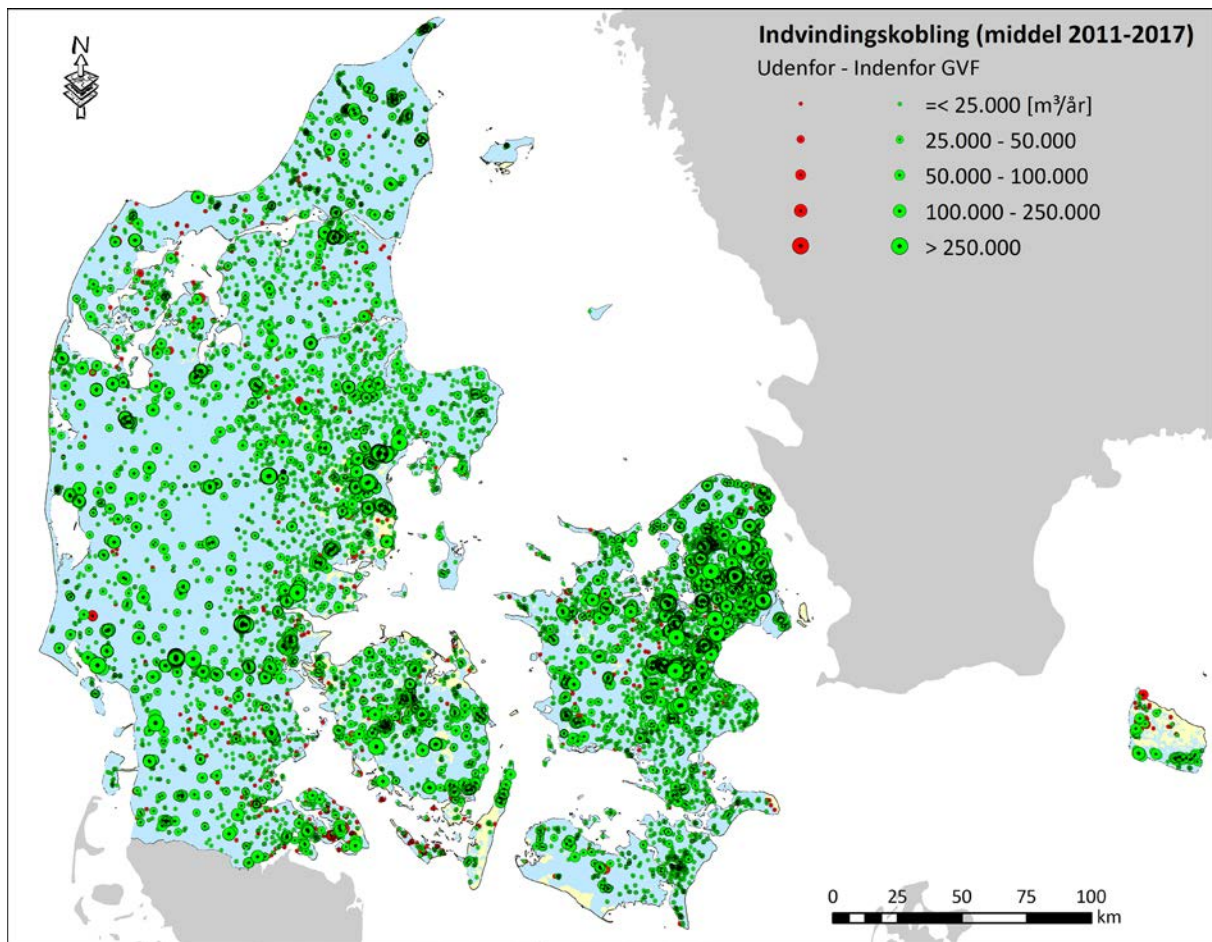 N
Indvindingskobling (middel 2011-2017)
Udenfor - Indenfor GVF
=< 25.000 [m³/år]
25.000 - 50.000
50.000 - 100.000
100.000 - 250.000
> 250.000
0 25 50 75 100
km